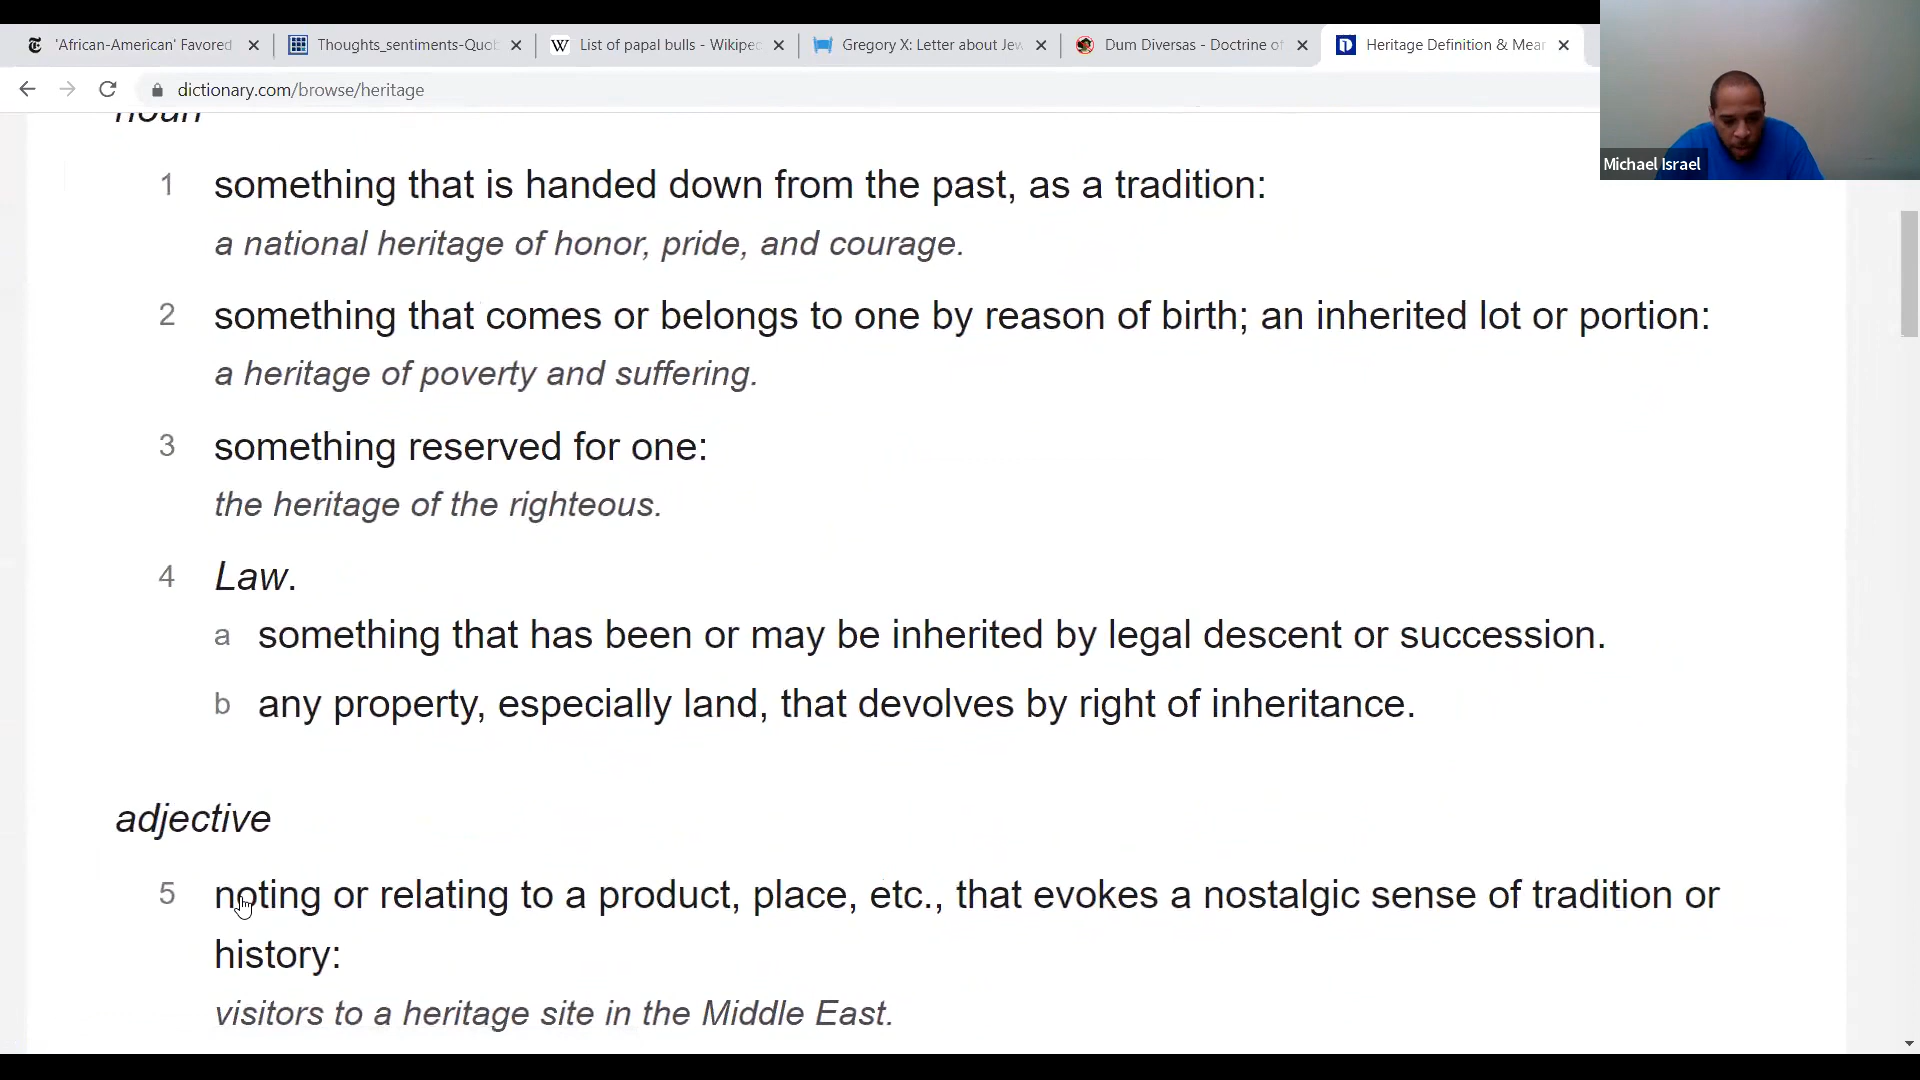 'African-American' Favored
Thoughts_sentiments-Quob
List of papal bulls - Wikipe
Gregory X: Letter about Jew
Dum Diversas - Doctrine of
Heritage Definition & Mear
dictionary.com/browse/heritage
noun
1 something that is handed down from the past, as a tradition:
a national heritage of honor, pride, and courage.
2 something that comes or belongs to one by reason of birth; an inherited lot or portion:
a heritage of poverty and suffering.
3 something reserved for one:
the heritage of the righteous.
4 Law.
a something that has been or may be inherited by legal descent or succession.
b any property, especially land, that devolves by right of inheritance.
adjective
5 noting or relating to a product, place, etc., that evokes a nostalgic sense of tradition or
history:
visitors to a heritage site in the Middle East.
Michael Israel